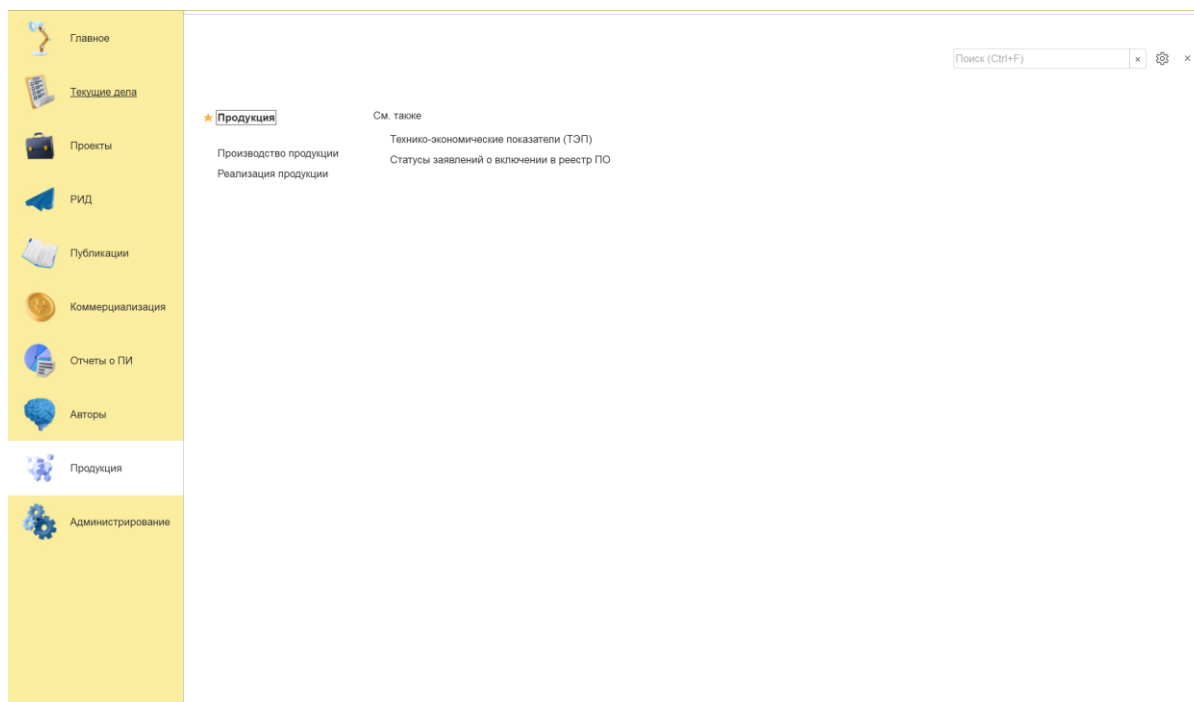 Главное
Текущие дела
Проекты
РИД
Публикации
Коммерциализация
Отчеты о ПИ
Авторы
Продукция
Администрирование
Поиск (Ctrl+F)
Продукция
Производство продукции
Реализация продукции
См. также
Технико-экономические показатели (ТЭП)
Статусы заявлений о включении в реестр ПО